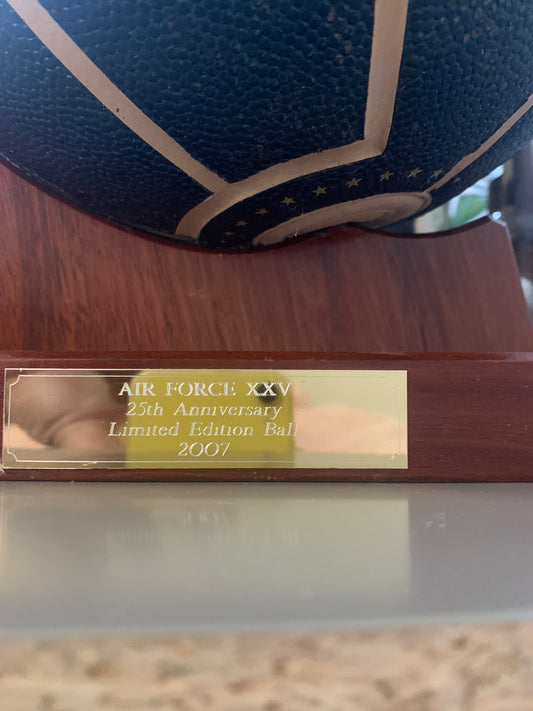 AIR FORCE XXV
25th Anniversary
Limited Edition Ball
2007